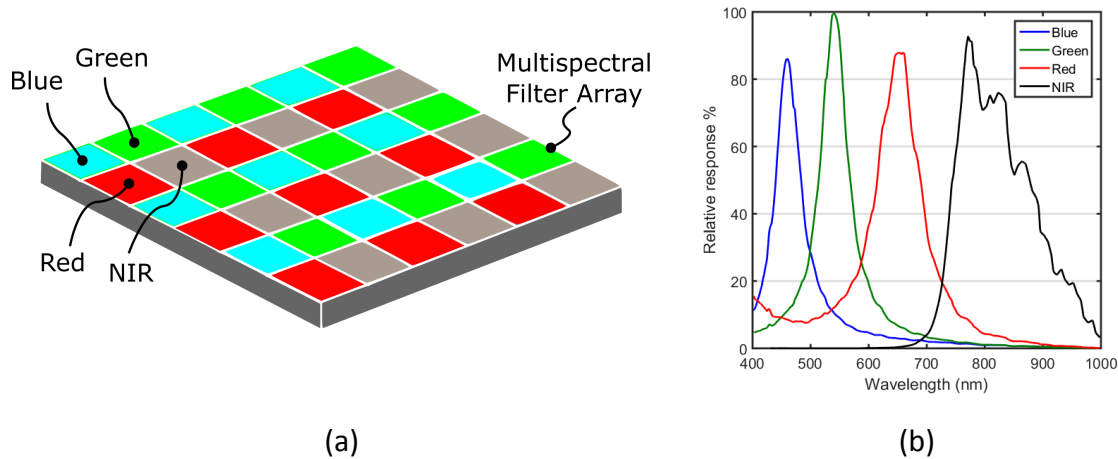 Green
Blue
Multispectral
Filter Array
Red
NIR
(a)
Relative response %
100
80
60
40
20
0
400
500
600
700
800
900
1000
Wavelength (nm)
Blue
Green
Red
NIR
(b)